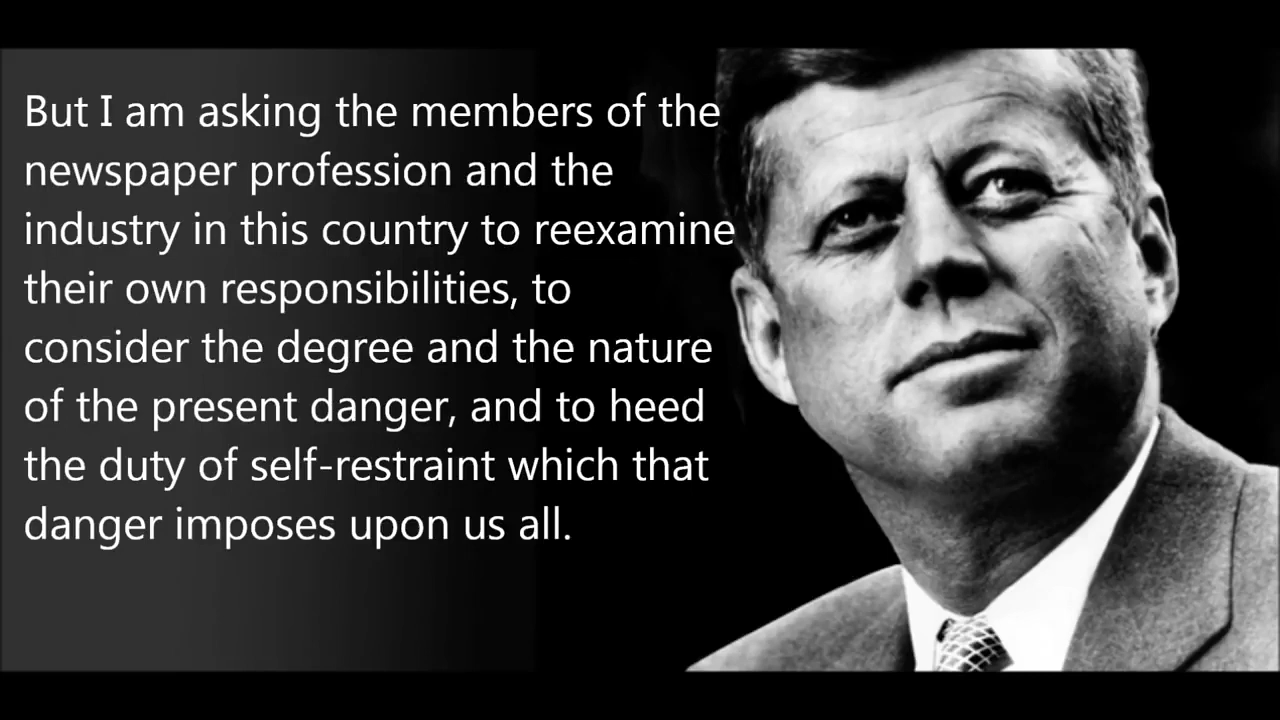 But I am asking the members of the
newspaper profession and the
industry in this country to reexamine
their own responsibilities, to
consider the degree and the nature
of the present danger, and to heed
the duty of self-restraint which that
danger imposes upon us all.